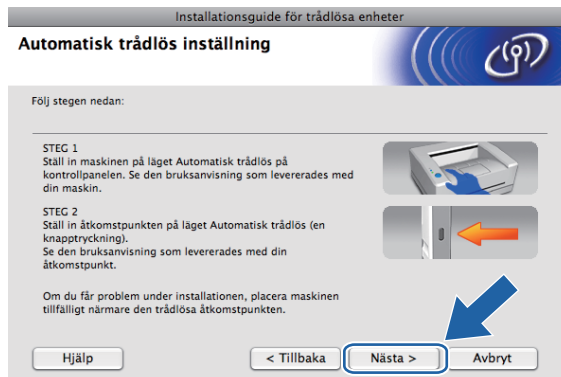 Installationsguide för trådlösa enheter
Automatisk trådlös inställning
Följ stegen nedan:
STEG 1
Ställ in maskinen på läget Automatisk trådlös på
kontrollpanelen. Se den bruksanvisning som levererades med
din maskin.
STEG 2
Ställ in åtkomstpunkten på läget Automatisk trådlös (en
knapptryckning).
Se den bruksanvisning som levererades med din
åtkomstpunkt.
Om du får problem under installationen, placera maskinen
tillfälligt närmare den trådlösa åtkomstpunkten.
Hjälp
< Tillbaka
Nästa >
Avbryt